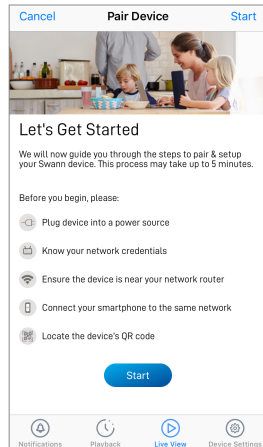 Cancel Pair Device Start
Let's Get Started
We will now guide you through the steps to pair & setup
your Swann device. This process may take up to 5 minutes.
Before you begin, please:
Plug device into a power source
Know your network credentials
Ensure the device is near your network router
Connect your smartphone to the same network
Locate the device's QR code
Start
Notifications Playback Live View Device Settings